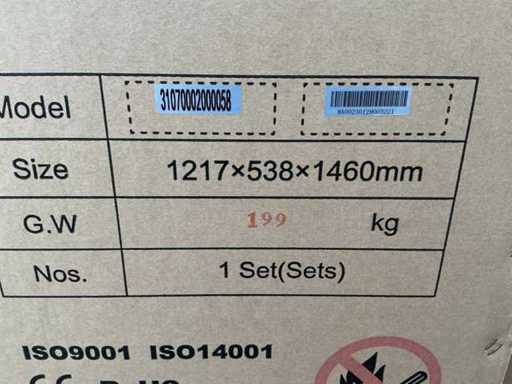 Model 31070002000058
Size 1217×538×1460mm
G.W 199 kg
Nos. 1 Set(Sets)
ISO9001 ISO14001